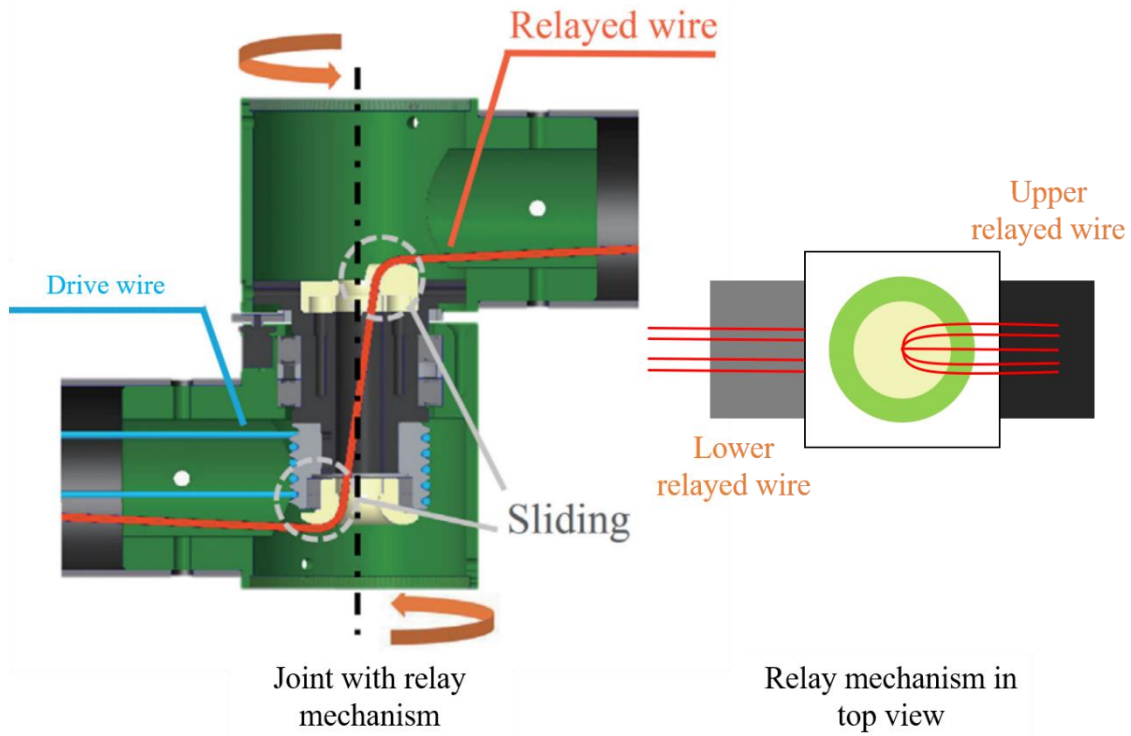 Relayed wire
Drive wire
Sliding
Upper
relayed wire
Lower
relayed wire
Joint with relay
mechanism
Relay mechanism in
top view